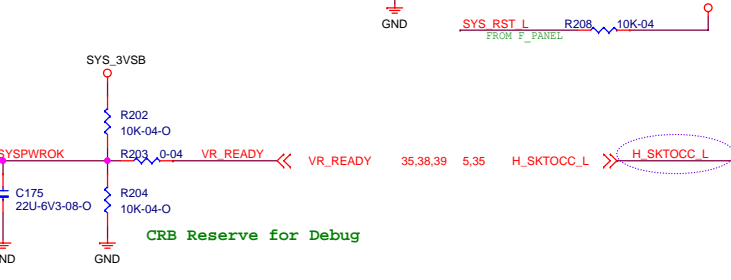 GND
SYS_RST_L R208 10K-04
FROM F_PANEL
SYS_3VSB
R202
10K-04-O
SYSPWROK R203 0-04 VR_READY VR_READY 35,38,39 5,35 H_SKTOCC_L H_SKTOCC_L
C175
22U-6V3-08-O
R204
10K-04-O
CRB Reserve for Debug
ND GND